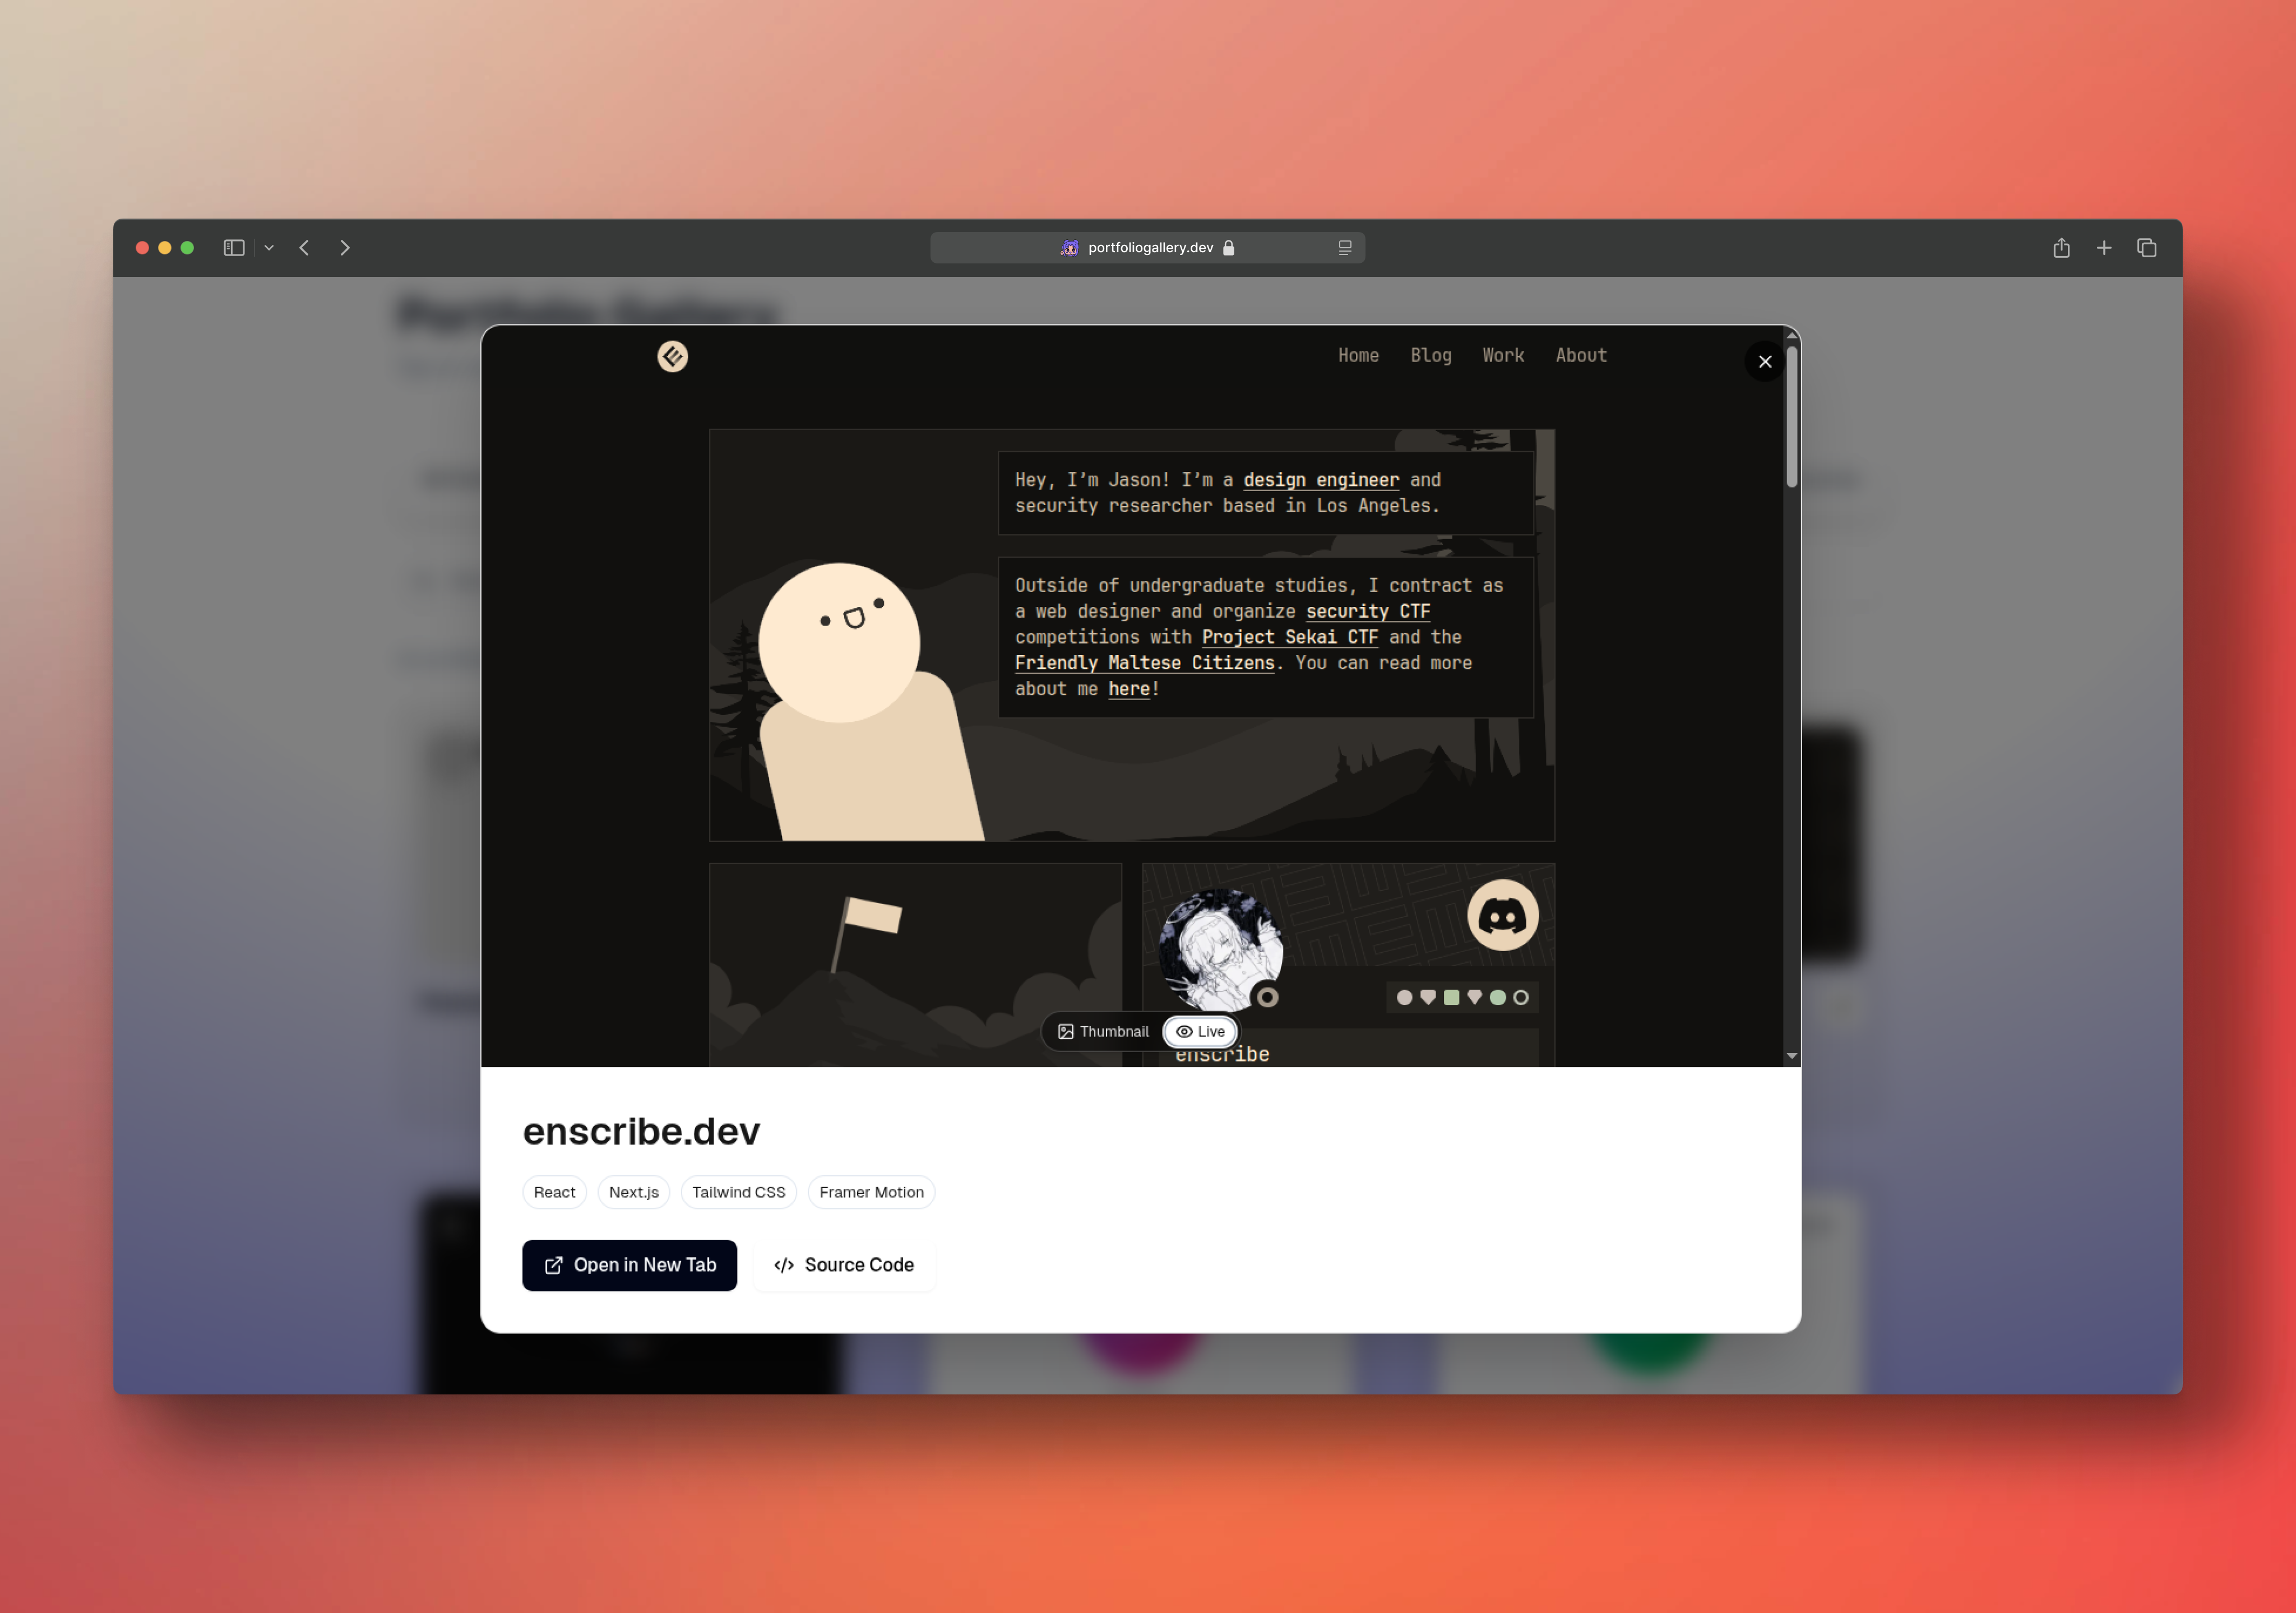 portfoliogallery.dev
Portfolio Gallery
Home Blog Work About
Hey, I’m Jason! I’m a design engineer and
security researcher based in Los Angeles.
Outside of undergraduate studies, I contract as
a web designer and organize security CTF
competitions with Project Sekai CTF and the
Friendly Maltese Citizens. You can read more
about me here!
Thumbnail Live
enscribe
enscribe.dev
React Next.js Tailwind CSS Framer Motion
Open in New Tab Source Code